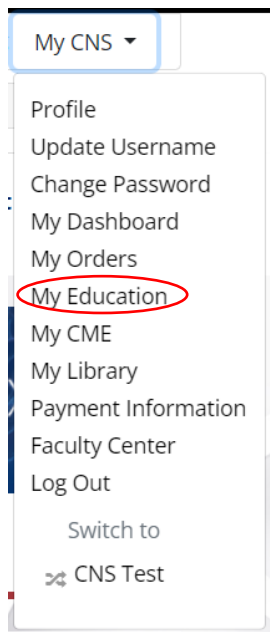 My CNS
Profile
Update Username
Change Password
My Dashboard
My Orders
My Education
My CME
My Library
Payment Information
Faculty Center
Log Out
Switch to
CNS Test